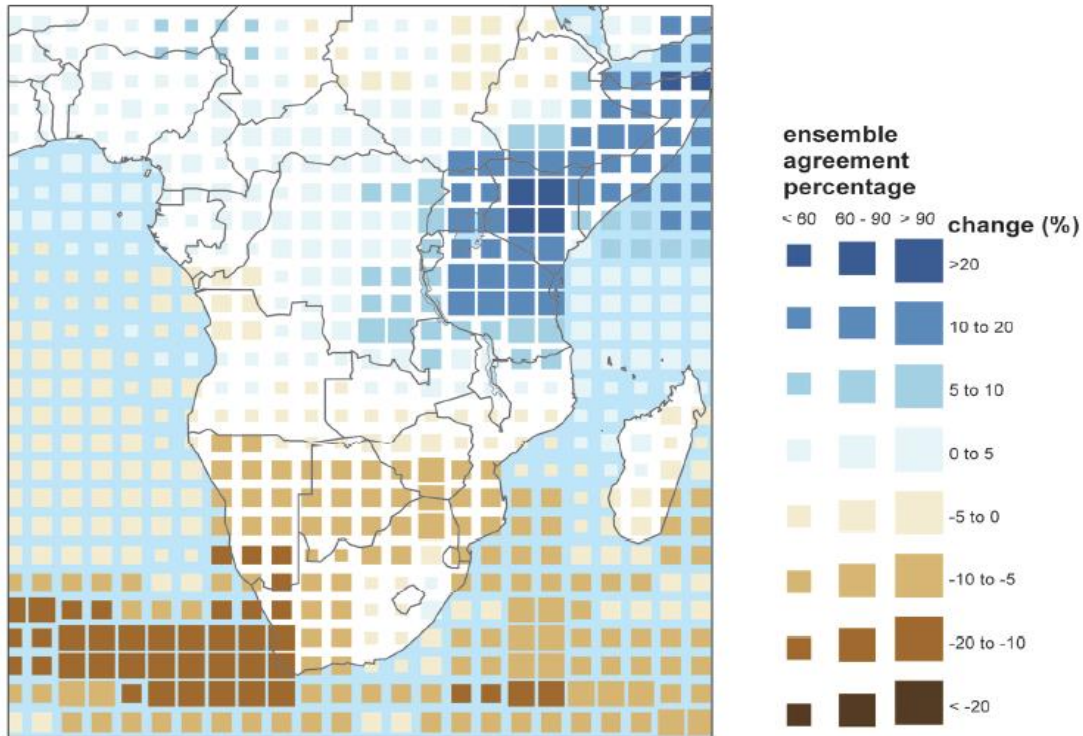 ensemble
agreement
percentage
< 60 60 - 90 > 90 change (%)
>20
10 to 20
5 to 10
0 to 5
-5 to 0
-10 to -5
-20 to -10
< -20